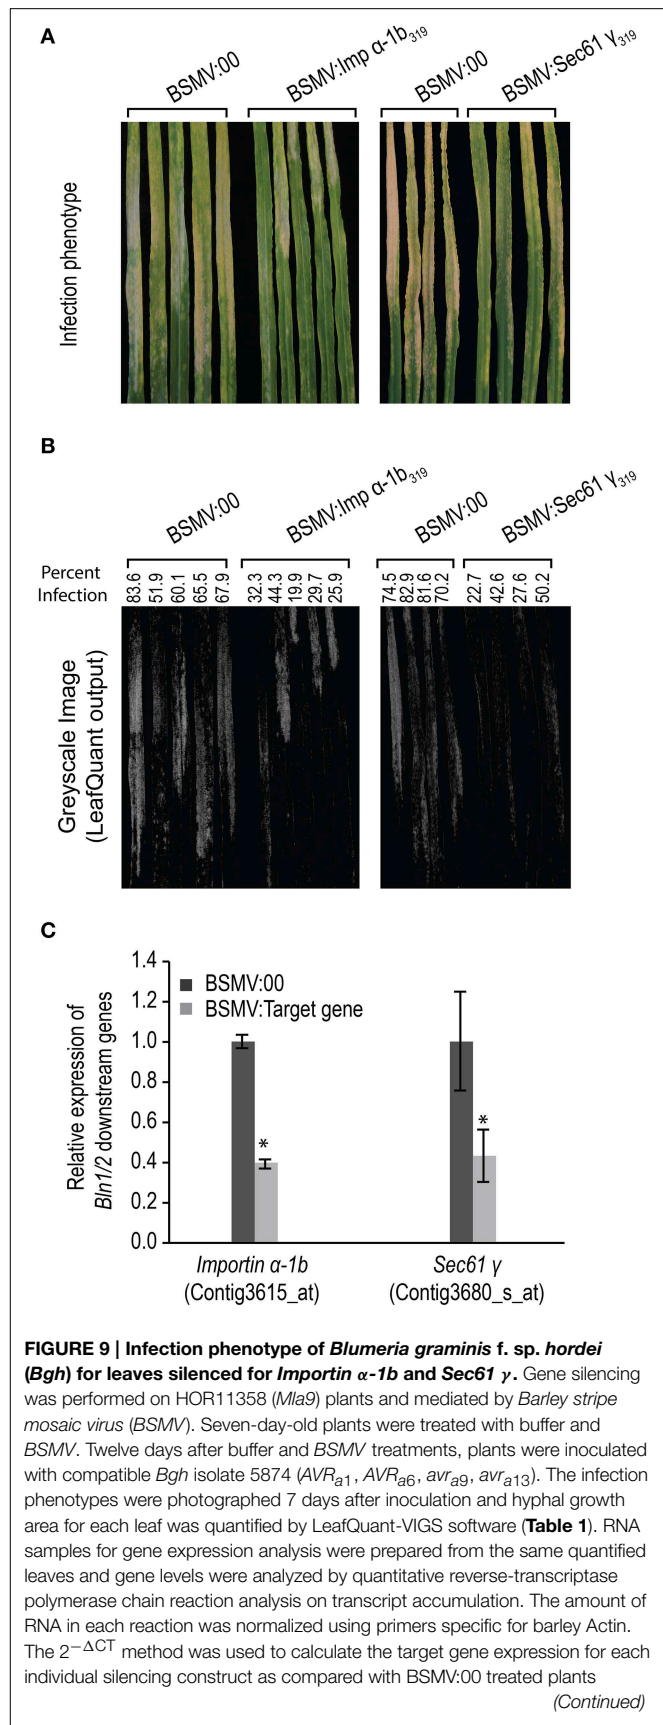 A
BSMV:00
BSMV:Imp α-1b319
BSMV:00
BSMV:Sec61 γ319
Infection phenotype
B
BSMV:00
BSMV:Imp α-1b319
BSMV:00
BSMV:Sec61 γ319
Percent
Infection
83.6
51.9
60.1
65.5
67.9
32.3
44.3
19.9
29.7
25.9
74.5
82.9
81.6
70.2
22.7
42.6
27.6
50.2
Greyscale Image
(LeafQuant output)
C
1.4
1.2
1.0
0.8
0.6
0.4
0.2
0.0
Relative expression of
Bln1/2 downstream genes
BSMV:00
BSMV:Target gene
*
*
Importin α-1b
(Contig3615_at)
Sec61 γ
(Contig3680_s_at)
FIGURE 9 | Infection phenotype of Blumeria graminis f. sp. hordei
(Bgh) for leaves silenced for Importin α-1b and Sec61 γ. Gene silencing
was performed on HOR11358 (Mla9) plants and mediated by Barley stripe
mosaic virus (BSMV). Seven-day-old plants were treated with buffer and
BSMV. Twelve days after buffer and BSMV treatments, plants were inoculated
with compatible Bgh isolate 5874 (AVRa1, AVRa6, avra9, avra13). The infection
phenotypes were photographed 7 days after inoculation and hyphal growth
area for each leaf was quantified by LeafQuant-VIGS software (Table 1). RNA
samples for gene expression analysis were prepared from the same quantified
leaves and gene levels were analyzed by quantitative reverse-transcriptase
polymerase chain reaction analysis on transcript accumulation. The amount of
RNA in each reaction was normalized using primers specific for barley Actin.
The 2−ΔCT method was used to calculate the target gene expression for each
individual silencing construct as compared with BSMV:00 treated plants
(Continued)